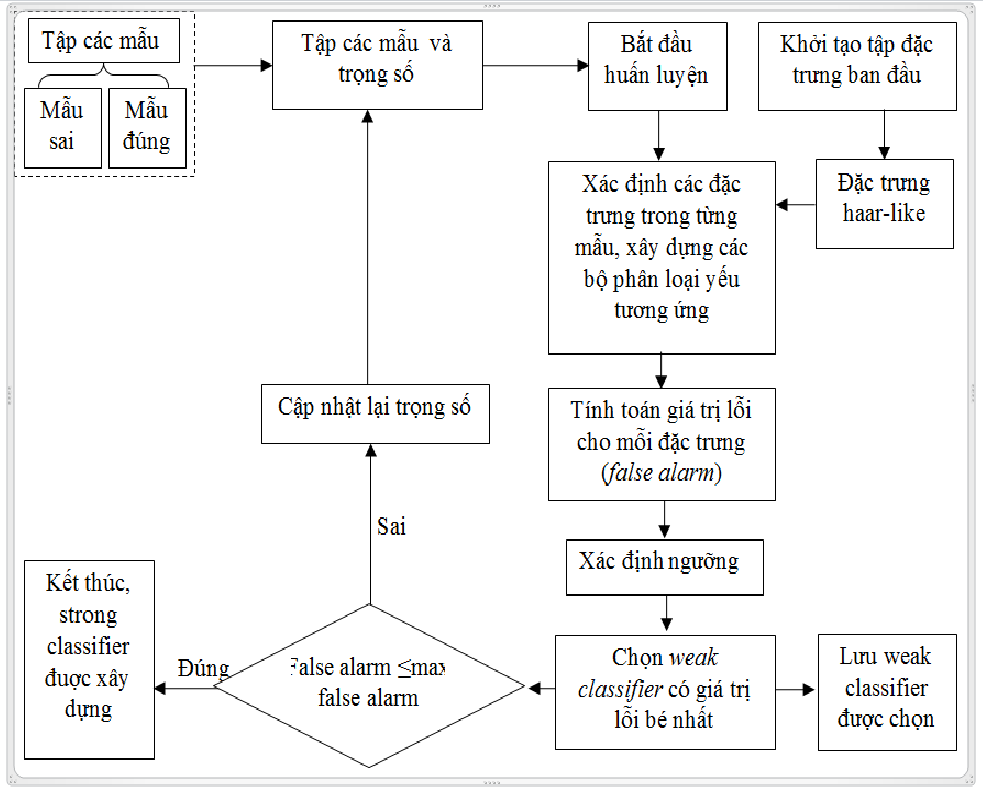 Tập các mẫu
Mẫu
sai
Mẫu
đúng
Tập các mẫu và
trọng số
Bắt đầu
huấn luyện
Khởi tạo tập đặc
trưng ban đầu
Xác định các đặc
trưng trong từng
mẫu, xây dựng các
bộ phân loại yếu
tương ứng
Đặc trưng
haar-like
Cập nhật lại trọng số
Tính toán giá trị lỗi
cho mỗi đặc trưng
(false alarm)
Sai
Xác định ngưỡng
Kết thúc,
strong
classifier
được xây
dựng
Đúng
False alarm ≤max
false alarm
Chọn weak
classifier có giá trị
lỗi bé nhất
Lưu weak
classifier
được chọn